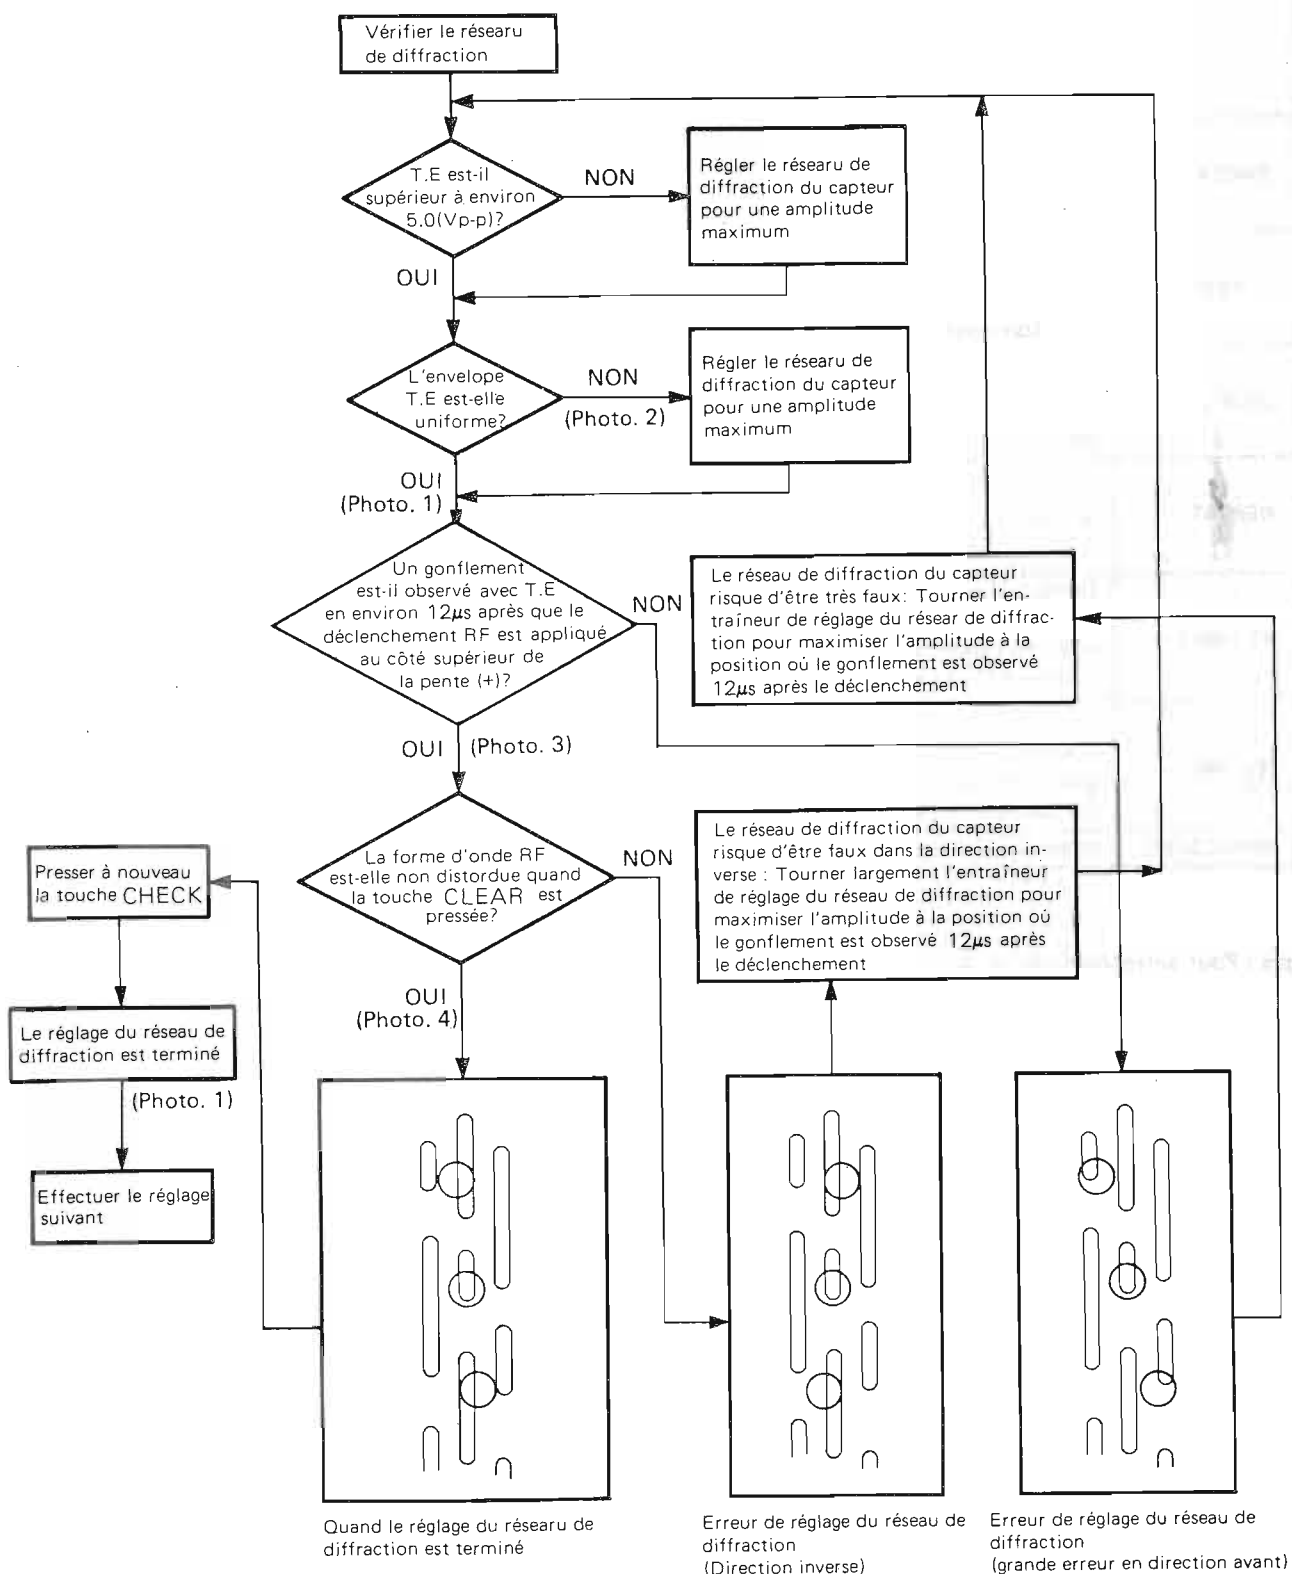 Vérifier le résearu
de diffraction
T.E est-il
supérieur à environ
5.0(Vp-p)?
NON
Régler le résearu de
diffraction du capteur
pour une amplitude
maximum
OUI
L'envelope
T.E est-elle
uniforme?
NON
(Photo. 2)
Régler le résearu de
diffraction du capteur
pour une amplitude
maximum
OUI
(Photo. 1)
Un gonflement
est-il observé avec T.E
en environ 12μs après que le
déclenchement RF est appliqué
au côté supérieur de
la pente (+)?
NON
Le réseau de diffraction du capteur
risque d'être très faux: Tourner l'en-
traîneur de réglage du résear de diffrac-
tion pour maximiser l'amplitude à la
position où le gonflement est observé
12μs après le déclenchement
OUI
(Photo. 3)
La forme d'onde RF
est-elle non distordue quand
la touche CLEAR est
pressée?
NON
Le réseau de diffraction du capteur
risque d'être faux dans la direction in-
verse : Tourner largement l'entraîneur
de réglage du réseau de diffraction pour
maximiser l'amplitude à la position où
le gonflement est observé 12μs après
le déclenchement
Presser à nouveau
la touche CHECK
OUI
(Photo. 4)
Le réglage du réseau de
diffraction est terminé
(Photo. 1)
Effectuer le réglage
suivant
Quand le réglage du résearu de
diffraction est terminé
Erreur de réglage du réseau de
diffraction
(Direction inverse)
Erreur de réglage du réseau de
diffraction
(grande erreur en direction avant)